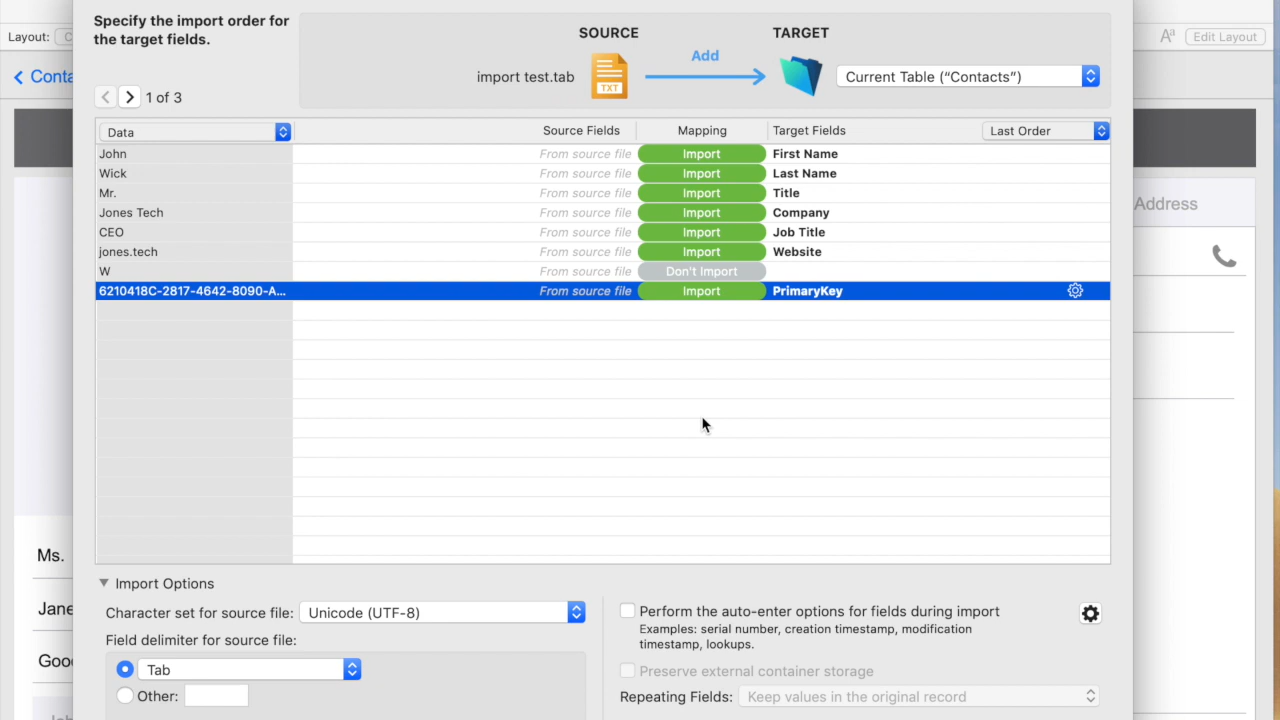 Specify the import order for
the target fields.
SOURCE
TARGET
Layout:
Aa
Edit Layout
Add
import test.tab
TXT
Current Table (“Contacts”)
Conta
1 of 3
Data
Source Fields
Mapping
Target Fields
Last Order
John
From source file
Import
First Name
Wick
From source file
Import
Last Name
Mr.
From source file
Import
Title
Jones Tech
From source file
Import
Company
Address
CEO
From source file
Import
Job Title
jones.tech
From source file
Import
Website
W
From source file
Don't Import
6210418C-2817-4642-8090-A...
From source file
Import
PrimaryKey
Ms.
Import Options
Jane
Character set for source file:
Unicode (UTF-8)
Perform the auto-enter options for fields during import
Examples: serial number, creation timestamp, modification
timestamp, lookups.
Field delimiter for source file:
Goo
Tab
Preserve external container storage
Other:
Repeating Fields:
Keep values in the original record